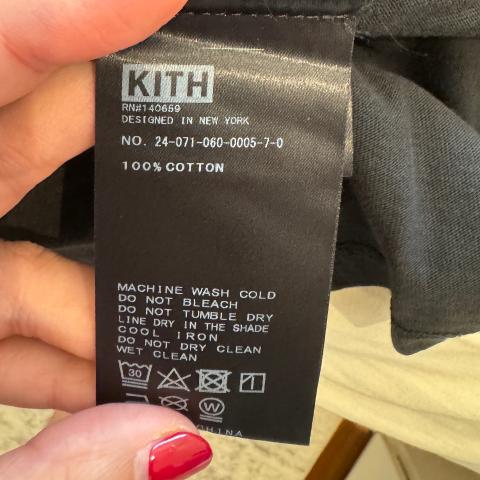 KITH
RN#140659
DESIGNED IN NEW YORK
NO. 24-071-060-0005-7-0
100% COTTON
MACHINE WASH COLD
DO NOT BLEACH
DO NOT TUMBLE DRY
LINE DRY IN THE SHADE
COOL IRON
DO NOT DRY CLEAN
WET CLEAN
30
W
CHINA